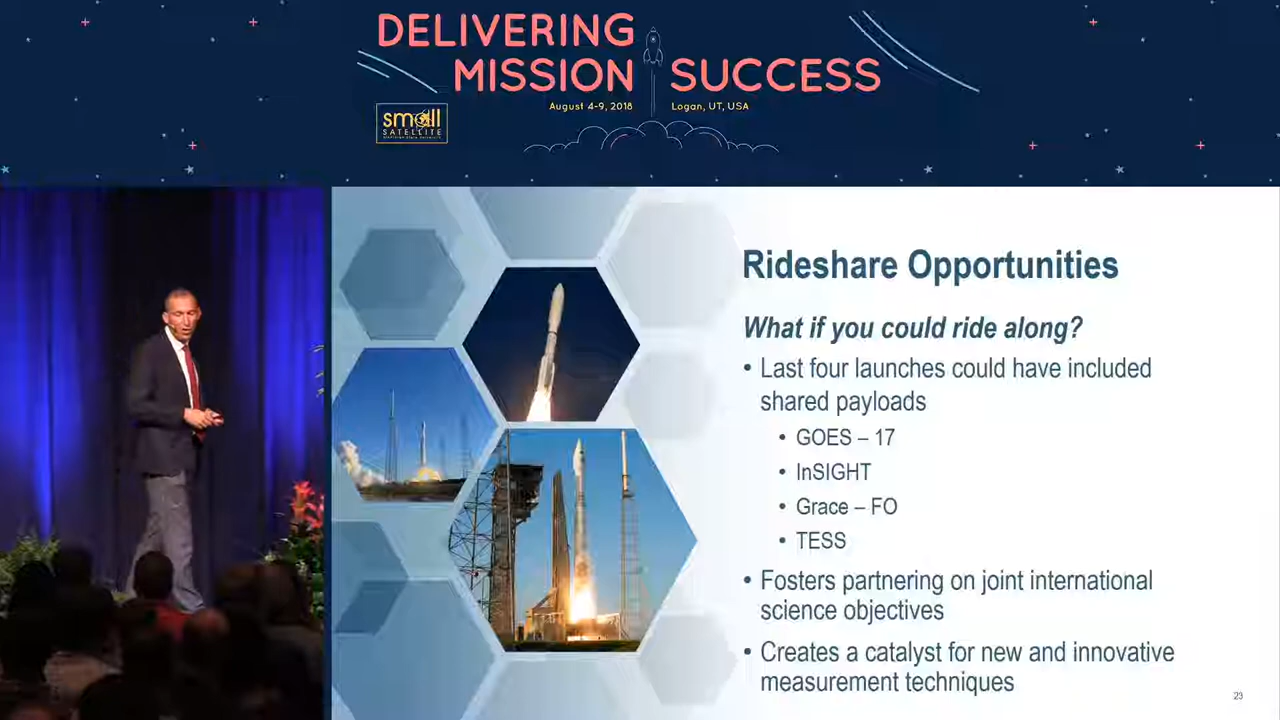 DELIVERING
MISSION SUCCESS
August 4-9, 2018 Logan, UT, USA
small
SATELLITE
Rideshare Opportunities
What if you could ride along?
• Last four launches could have included
shared payloads
• GOES – 17
• InSIGHT
• Grace – FO
• TESS
• Fosters partnering on joint international
science objectives
• Creates a catalyst for new and innovative
measurement techniques
23